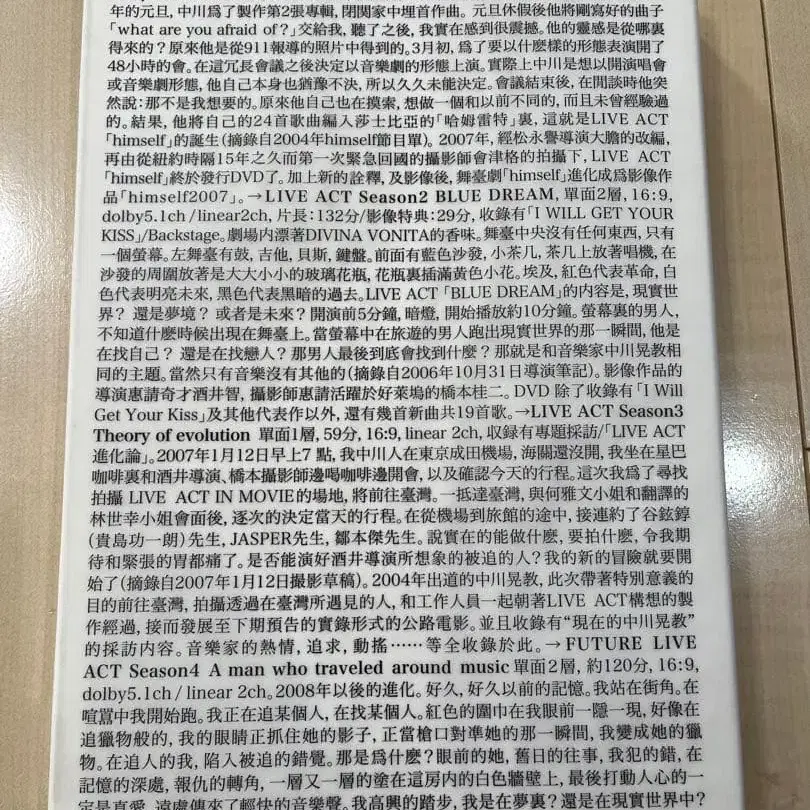 年的元旦, 中川爲了製作第2張專輯, 閉關家中埋首作曲。元旦休假後他將剛寫好的曲子
「what are you afraid of?」交給我, 聽了之後, 我實在感到很震撼。他的靈感是從哪裏
得來的? 原來他是從911報導的照片中得到的。3月初, 爲了要以什麼樣的形態表演開了
48小時的會。在這冗長會議之後決定以音樂劇的形態上演。實際上中川是想以開演唱會
或音樂劇形態, 他自己本身也猶豫不決, 所以久久未能決定。會議結束後, 在閒談時他突
然說: 那不是我想要的。原來他自己也在摸索, 想做一個和以前不同的, 而且未曾經驗過
的。結果, 他將自己的24首歌曲編入莎士比亞的「哈姆雷特」裏, 這就是LIVE ACT
「himself」的誕生(摘錄自2004年himself節目單)。2007年, 經松永譽導演大膽的改編,
再由從紐約時隔15年之久而第一次緊急回國的攝影師會津格的拍攝下, LIVE ACT
「himself」終於發行DVD了。加上新的詮釋, 及影像後, 舞臺劇「himself」進化成爲影像作
品「himself2007」。→LIVE ACT Season2 BLUE DREAM, 單面2層, 16:9,
dolby5.1ch/linear2ch, 片長: 132分/影像特典: 29分, 收錄有「I WILL GET YOUR
KISS」/Backstage。劇場内漂著DIVINA VONITA的香味。舞臺中央沒有任何東西, 只有
一個螢幕。左舞臺有鼓, 吉他, 貝斯, 鍵盤。前面有藍色沙發, 小茶几, 茶几上放著唱機, 在
沙發的周圍放著是大大小小的玻璃花瓶, 花瓶裏插滿黃色小花。埃及, 紅色代表革命, 白
色代表明亮未來, 黑色代表黑暗的過去。LIVE ACT「BLUE DREAM」的内容是, 現實世
界? 還是夢境? 或者是未來? 開演前5分鐘, 暗燈, 開始播放約10分鐘。螢幕裏的男人,
不知道什麼時候出現在舞臺上。當螢幕中在旅遊的男人跑出現實世界的那一瞬間, 他是
在找自己? 還是在找戀人? 那男人最後到底會找到什麼? 那就是和音樂家中川晃教相
同的主題。當然只有音樂沒有其他的(摘錄自2006年10月31日導演筆記)。影像作品的
導演惠請奇才酒井智, 攝影師惠請活躍於好萊塢的橋本桂二。DVD 除了收錄有「I Will
Get Your Kiss」及其他代表作以外, 還有幾首新曲共19首歌。→LIVE ACT Season3
Theory of evolution 單面1層, 59分, 16:9, linear 2ch, 収録有專題採訪/「LIVE ACT
進化論」。2007年1月12日早上7 點, 我中川人在東京成田機場, 海關還沒開, 我坐在星巴
咖啡裏和酒井導演、橋本攝影師邊喝咖啡邊開會, 以及確認今天的行程。這次我爲了尋找
拍攝 LIVE ACT IN MOVIE的場地, 將前往臺灣。一抵達臺灣, 與何雅文小姐和翻譯的
林世幸小姐會面後, 逐次的決定當天的行程。在從機場到旅館的途中, 接連約了谷鉉錞
(貴島功一朗)先生, JASPER先生, 鄒本傑先生。說實在的能做什麼, 要拍什麼, 令我期
待和緊張的胃都痛了。是否能演好酒井導演所想象的被追的人? 我的新的冒險就要開
始了(摘錄自2007年1月12日撮影草稿)。2004年出道的中川晃教, 此次帶著特別意義的
目的前往臺灣, 拍攝透過在臺灣所遇見的人, 和工作人員一起朝著LIVE ACT構想的製
作經過, 接而發展至下期預告的實錄形式的公路電影。並且收錄有“現在的中川晃教”
的採訪内容。音樂家的熱情, 追求, 動搖……等全收錄於此。→FUTURE LIVE
ACT Season4 A man who traveled around music 單面2層, 約120分, 16:9,
dolby5.1ch/linear 2ch。2008年以後的進化。好久, 好久以前的記憶。我站在街角。在
喧嚣中我開始跑。我正在追某個人, 在找某個人。紅色的圍巾在我眼前一隱一現, 好像在
追獵物般的, 我的眼睛正抓住她的影子, 正當槍口對準她的那一瞬間, 我變成她的獵
物。在追人的我, 陷入被追的錯覺。那是爲什麼? 眼前的她, 舊日的往事, 我犯的錯, 在
記憶的深處, 報仇的轉角, 一層又一層的塗在這房内的白色牆壁上, 最後打動人心的一
定是真愛。遠處傳來了輕快的音樂聲。我高興的踏步, 我是在夢裏? 還是在現實世界中?